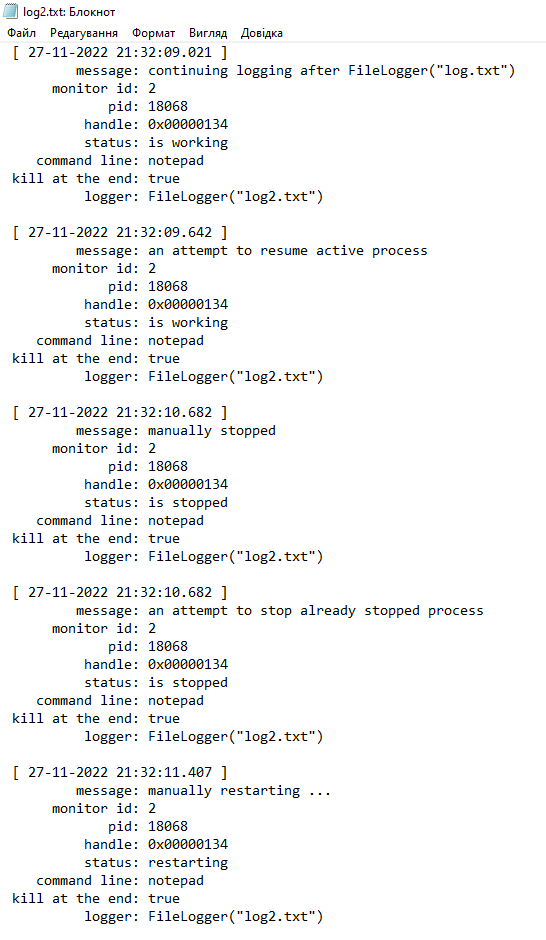 log2.txt: Блокнот
Файл Редагування Формат Вигляд Довідка
[ 27-11-2022 21:32:09.021 ]
message: continuing logging after FileLogger("log.txt")
monitor id: 2
pid: 18068
handle: 0x00000134
status: is working
command line: notepad
kill at the end: true
logger: FileLogger("log2.txt")

[ 27-11-2022 21:32:09.642 ]
message: an attempt to resume active process
monitor id: 2
pid: 18068
handle: 0x00000134
status: is working
command line: notepad
kill at the end: true
logger: FileLogger("log2.txt")

[ 27-11-2022 21:32:10.682 ]
message: manually stopped
monitor id: 2
pid: 18068
handle: 0x00000134
status: is stopped
command line: notepad
kill at the end: true
logger: FileLogger("log2.txt")

[ 27-11-2022 21:32:10.682 ]
message: an attempt to stop already stopped process
monitor id: 2
pid: 18068
handle: 0x00000134
status: is stopped
command line: notepad
kill at the end: true
logger: FileLogger("log2.txt")

[ 27-11-2022 21:32:11.407 ]
message: manually restarting ...
monitor id: 2
pid: 18068
handle: 0x00000134
status: restarting
command line: notepad
kill at the end: true
logger: FileLogger("log2.txt")